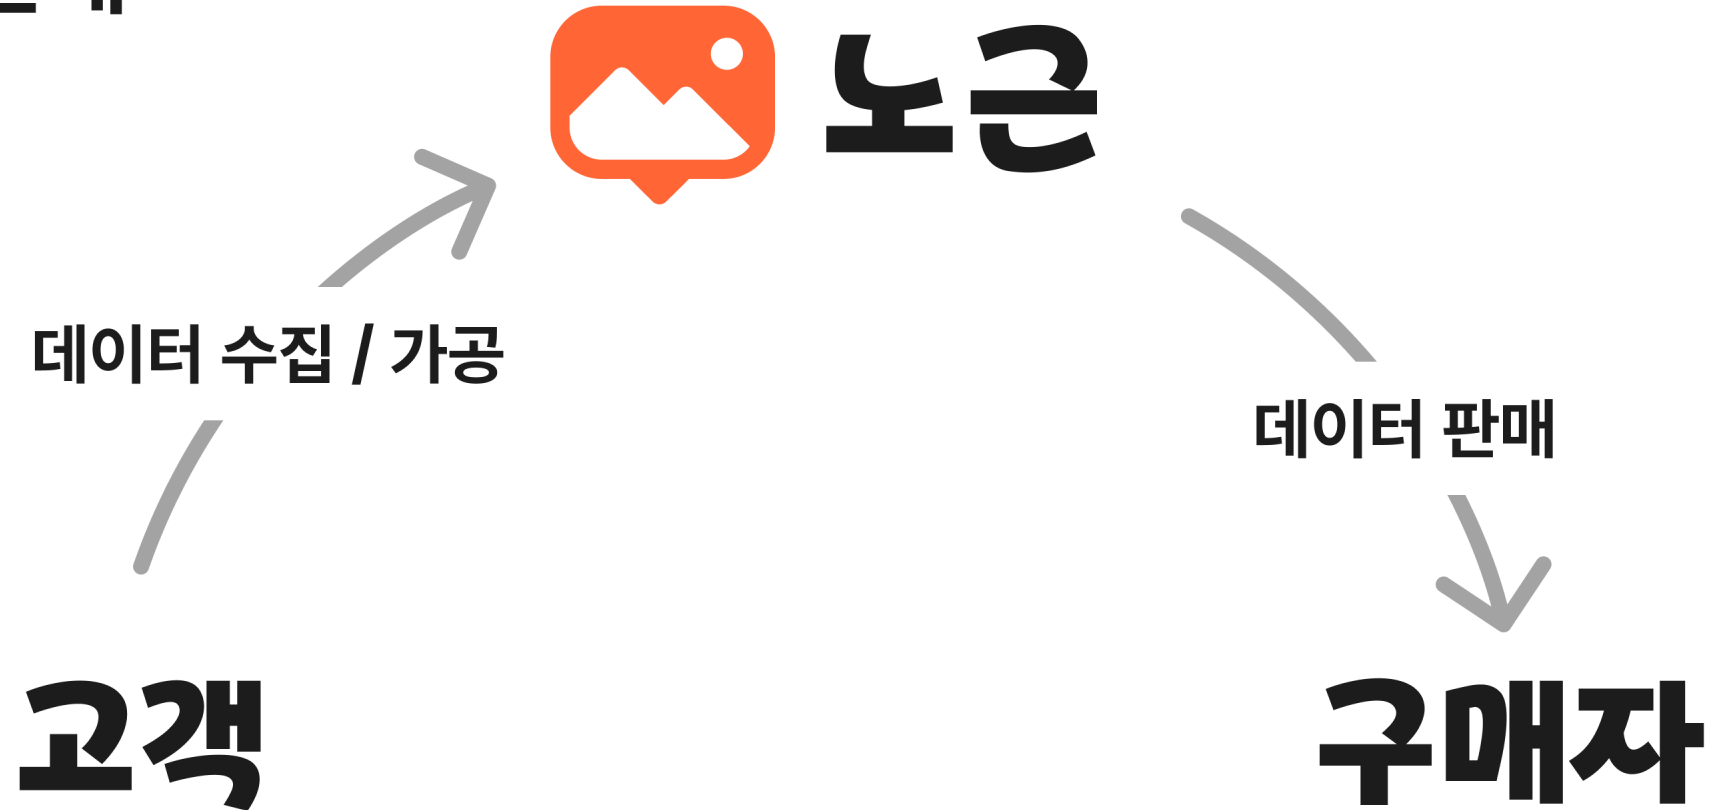 노근
데이터 수집 / 가공
데이터 판매
고객
구매자